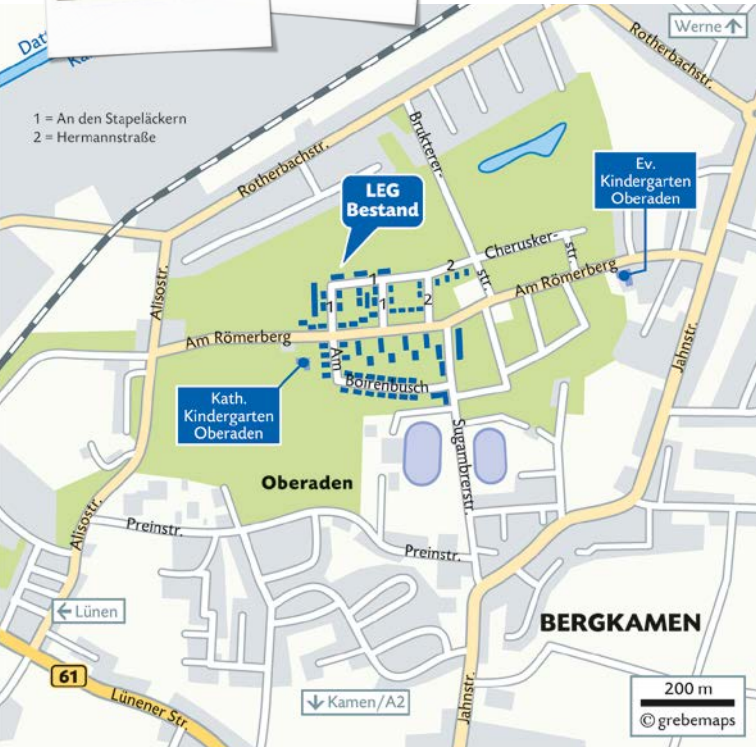 Werne ↑
Rotherbachstr.
1 = An den Stapeläckern
2 = Hermannstraße
Rotherbachstr.
Brukterer-
str.
LEG
Bestand
Ev.
Kindergarten
Oberaden
Cherusker-
str.
1
2
1
1
2
Am Römerberg
Alisostr.
Am Römerberg
Am
Boirenbusch
Jahnstr.
Kath.
Kindergarten
Oberaden
Sugambrerstr.
Oberaden
Alisostr.
Preinstr.
Preinstr.
← Lünen
BERGKAMEN
61
Lünener Str.
↓ Kamen/A2
Jahnstr.
200 m
© grebemaps